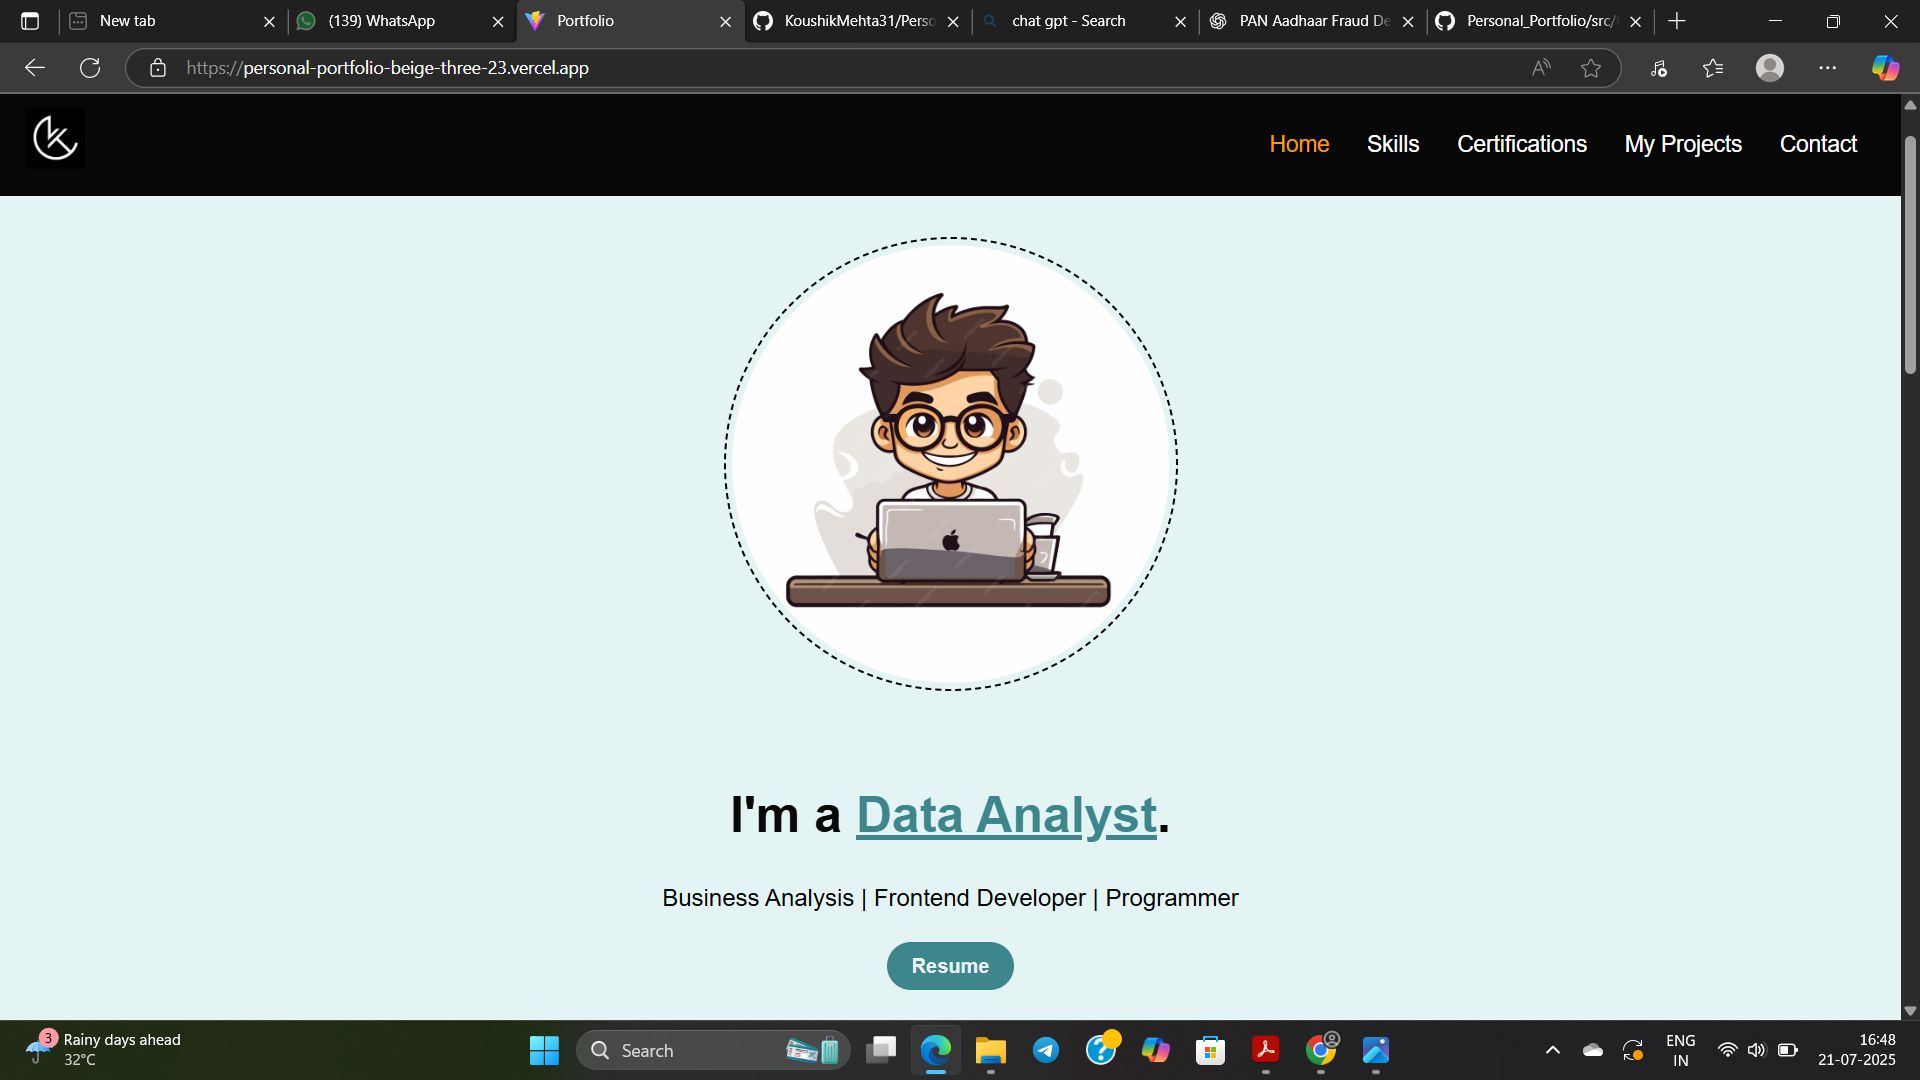 New tab
(139) WhatsApp
Portfolio
KoushikMehta31/Perso
chat gpt - Search
PAN Aadhaar Fraud De
Personal_Portfolio/src/
https://personal-portfolio-beige-three-23.vercel.app
Home
Skills
Certifications
My Projects
Contact
I'm a Data Analyst.
Business Analysis | Frontend Developer | Programmer
Resume
3
Rainy days ahead
32°C
Search
ENG
IN
16:48
21-07-2025